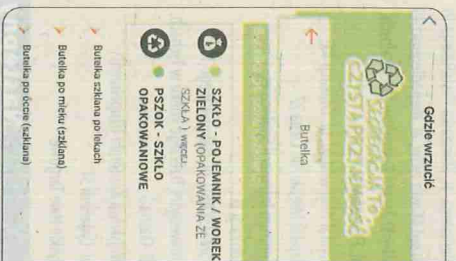 Gdzie wrzucić
SEGREGUJ TO
CZYSTA PRZYJEMNOŚĆ
Butelka
SZKŁO - POJEMNIK / WOREK
ZIELONY (OPAKOWANIA ZE
SZKŁA ) więcej
PSZOK - SZKŁO
OPAKOWANIOWE
Butelka szklana po lekach
Butelka po mleku (szklana)
Butelka po occie (szklana)